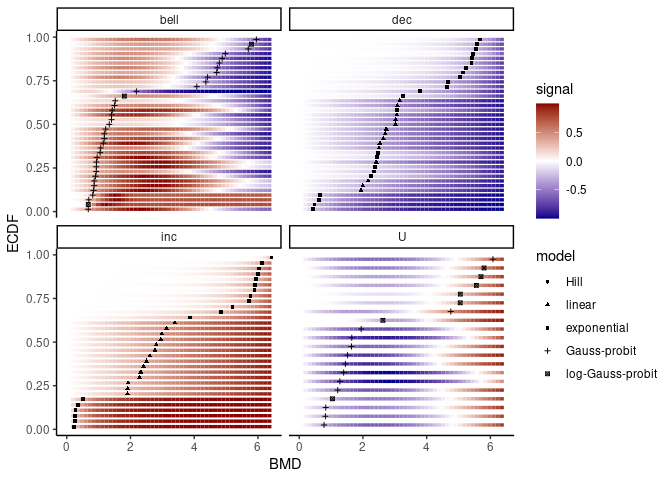 bell
dec
1.00
0.75
0.50
0.25
0.00
signal
0.5
0.0
-0.5
ECDF
inc
U
1.00
0.75
0.50
0.25
0.00
model
Hill
linear
exponential
Gauss-probit
log-Gauss-probit
0 2 4 6
0 2 4 6
BMD